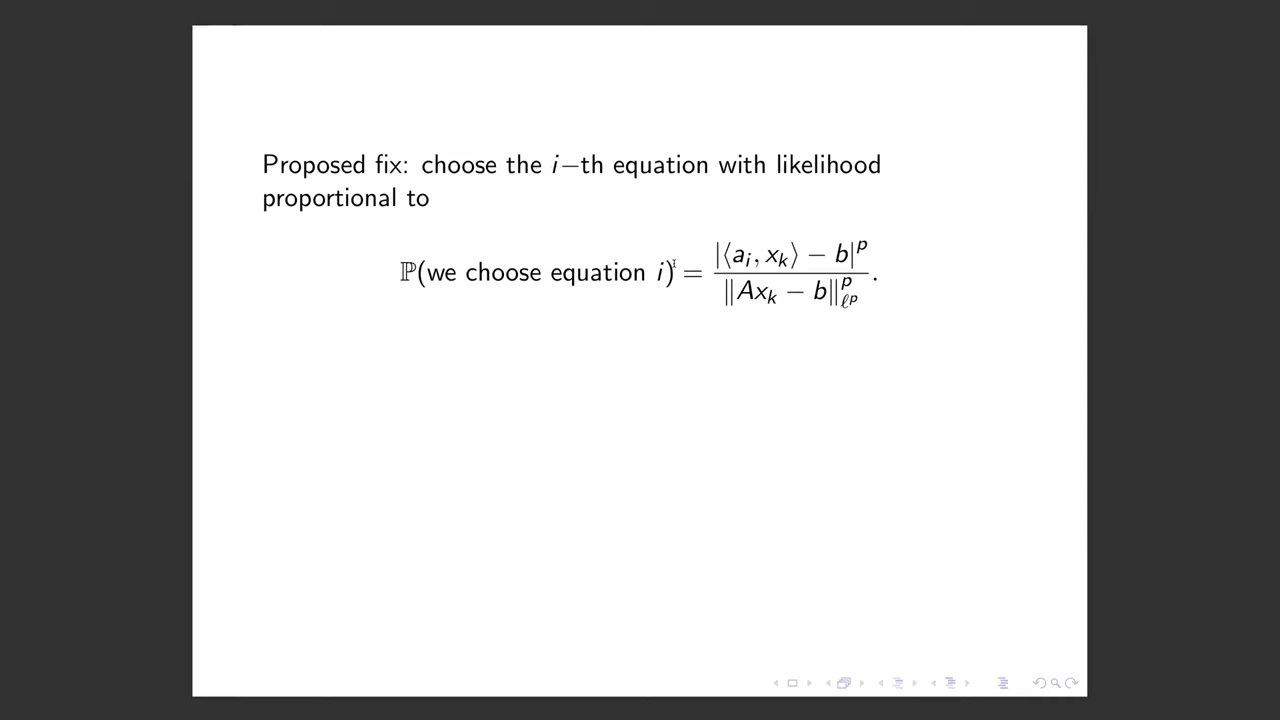 Proposed fix: choose the i−th equation with likelihood
proportional to
ℙ(we choose equation i) = |⟨a_i, x_k⟩ − b|^p / ‖Ax_k − b‖^p_{ℓ^p}.